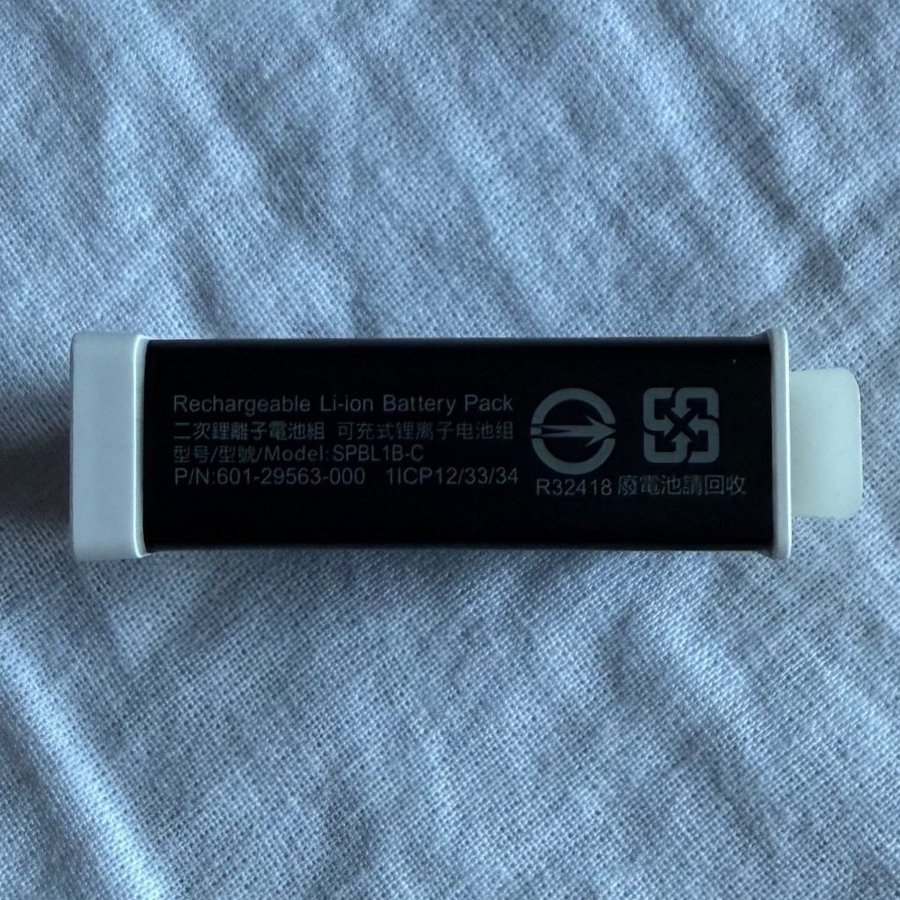 Rechargeable Li-ion Battery Pack
二次鋰離子電池組 可充式锂离子电池组
型号/型號/Model:SPBL1B-C
P/N:601-29563-000 1ICP12/33/34
R32418 廢電池請回收